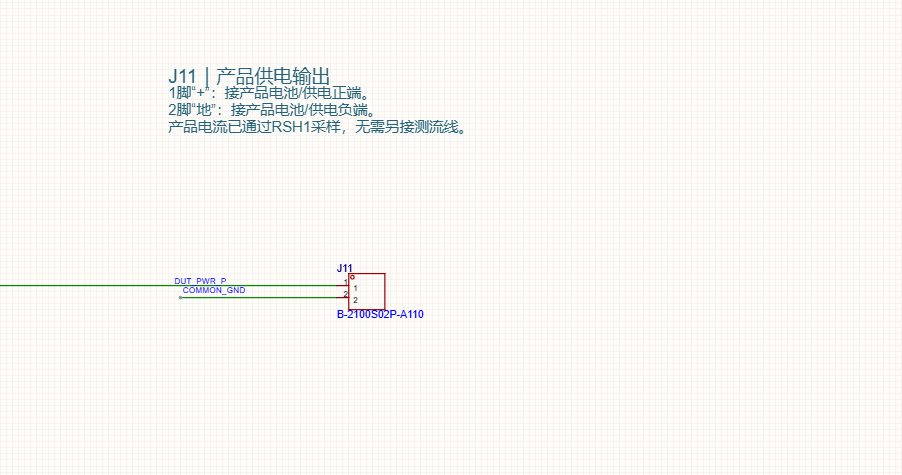 J11｜产品供电输出
1脚“+”：接产品电池/供电正端。
2脚“地”：接产品电池/供电负端。
产品电流已通过RSH1采样，无需另接测流线。
J11
DUT_PWR_P
1
1
COMMON_GND
2
2
B-2100S02P-A110